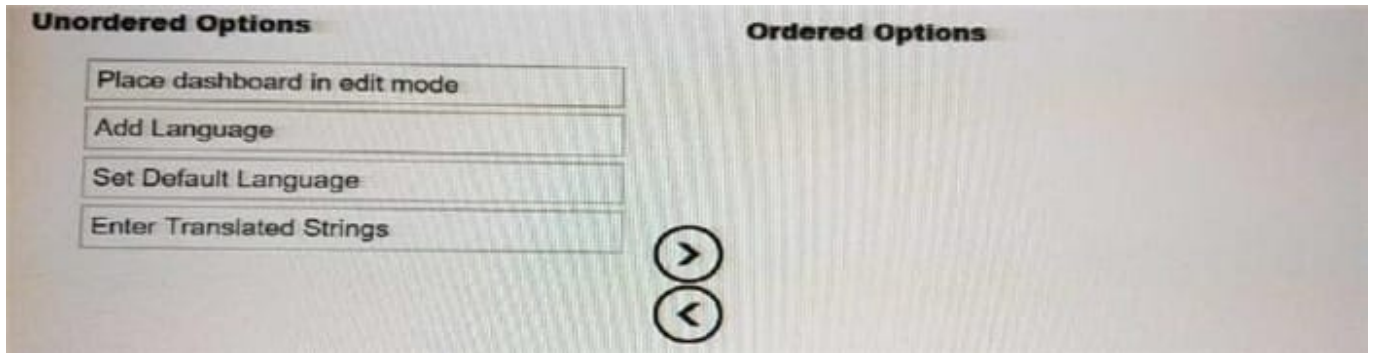 Unordered Options
Ordered Options
Place dashboard in edit mode
Add Language
Set Default Language
Enter Translated Strings